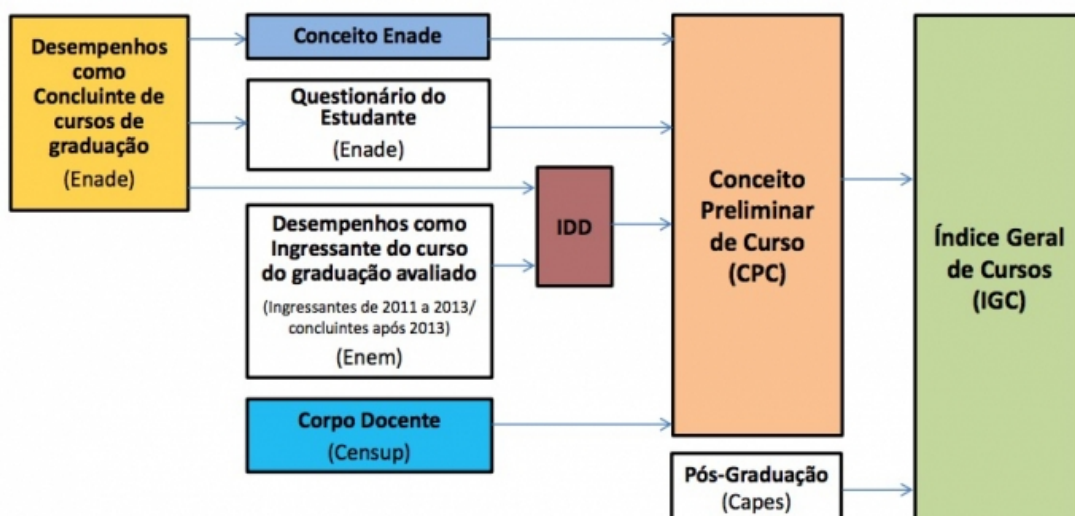 Desempenhos
como
Concluinte de
cursos de
graduação
(Enade)
Conceito Enade
Questionário do
Estudante
(Enade)
Desempenhos como
Ingressante do curso
do graduação avaliado
(Ingressantes de 2011 a 2013/
concluintes após 2013)
(Enem)
Corpo Docente
(Censup)
IDD
Conceito
Preliminar
de Curso
(CPC)
Pós-Graduação
(Capes)
Índice Geral
de Cursos
(IGC)